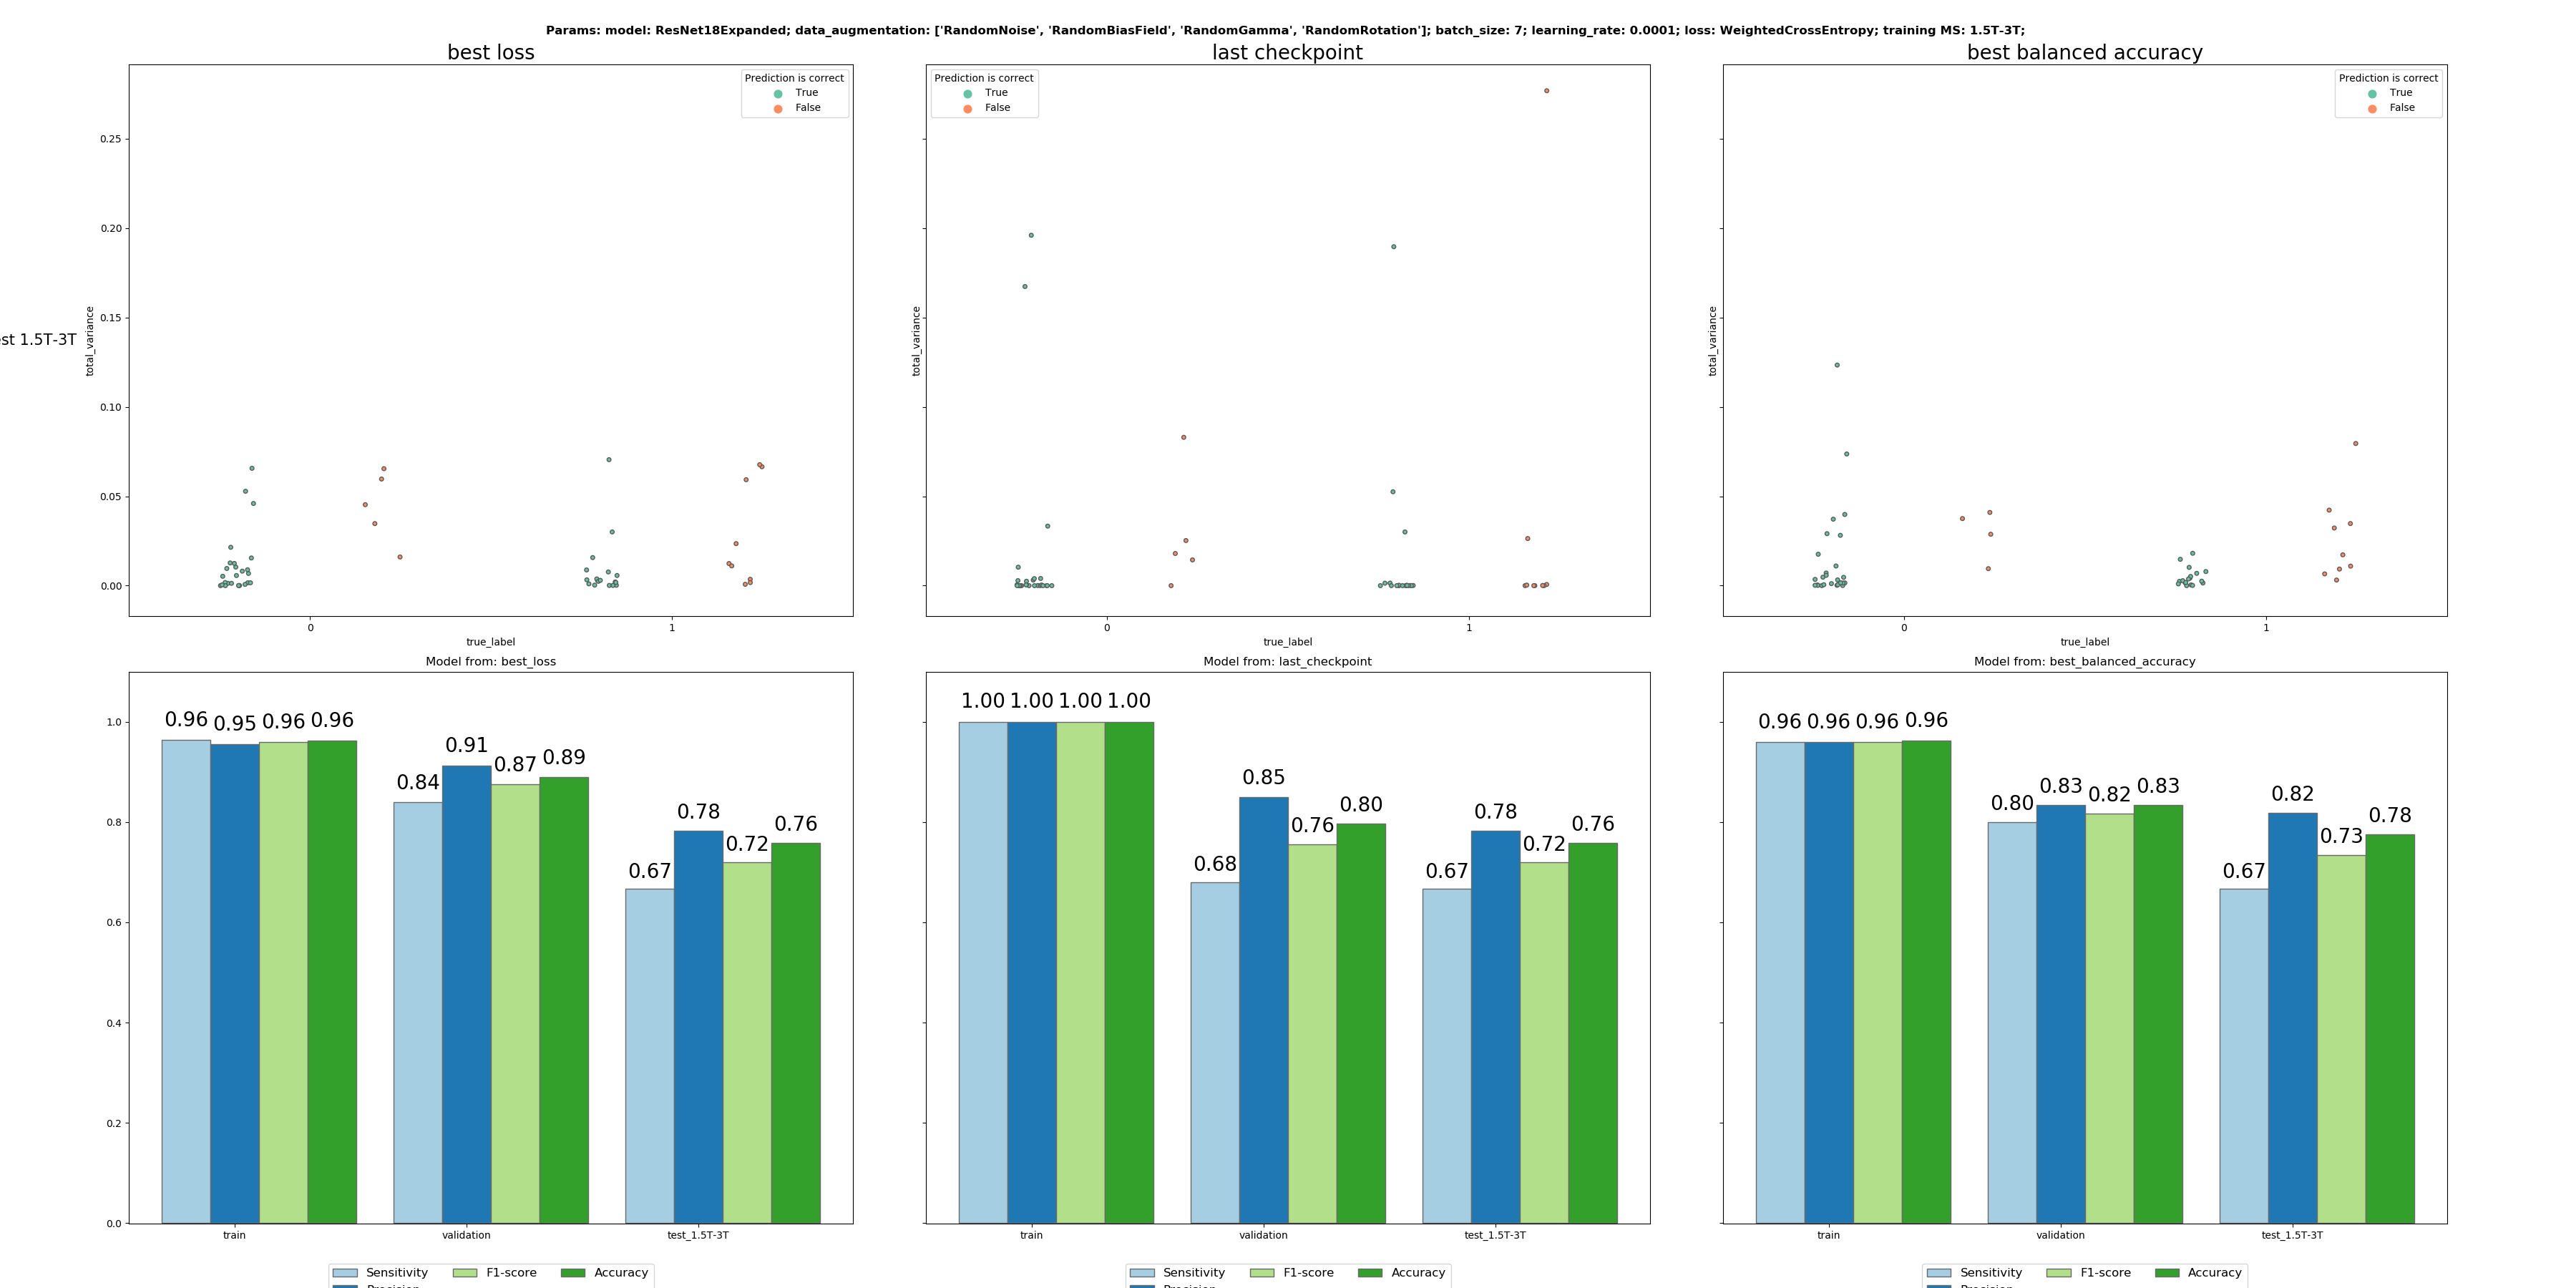 Params: model: ResNet18Expanded; data_augmentation: ['RandomNoise', 'RandomBiasField', 'RandomGamma', 'RandomRotation']; batch_size: 7; learning_rate: 0.0001; loss: WeightedCrossEntropy; training MS: 1.5T-3T;
best loss
last checkpoint
best balanced accuracy
Prediction is correct
True
False
Prediction is correct
True
False
Prediction is correct
True
False
0.25
0.20
0.15
0.10
0.05
0.00
est 1.5T-3T
total_variance
total_variance
total_variance
0 1
0 1
0 1
true_label
true_label
true_label
Model from: best_loss
Model from: last_checkpoint
Model from: best_balanced_accuracy
1.0
0.8
0.6
0.4
0.2
0.0
0.96 0.95 0.96 0.96
0.84 0.91 0.87 0.89
0.67 0.78 0.72 0.76
1.00 1.00 1.00 1.00
0.68 0.85 0.76 0.80
0.67 0.78 0.72 0.76
0.96 0.96 0.96 0.96
0.80 0.83 0.82 0.83
0.67 0.82 0.73 0.78
train validation test_1.5T-3T
train validation test_1.5T-3T
train validation test_1.5T-3T
Sensitivity F1-score Accuracy
Precision
Sensitivity F1-score Accuracy
Precision
Sensitivity F1-score Accuracy
Precision